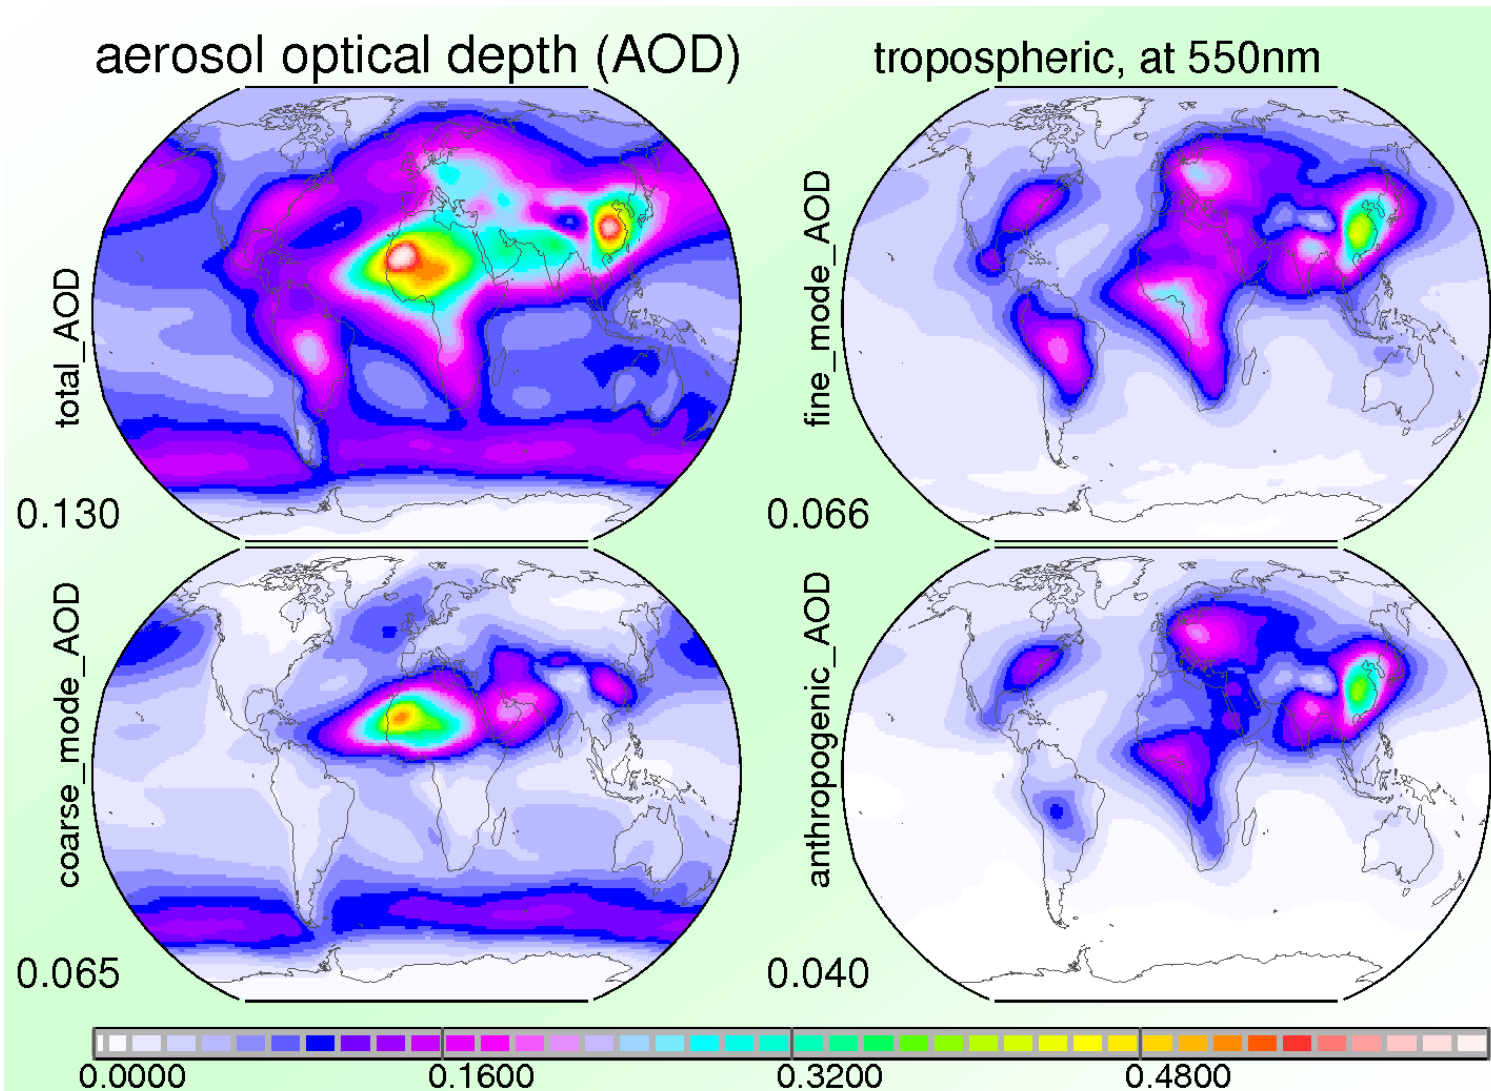 aerosol optical depth (AOD)
tropospheric, at 550nm
total_AOD
0.130
fine_mode_AOD
0.066
coarse_mode_AOD
0.065
anthropogenic_AOD
0.040
0.0000 0.1600 0.3200 0.4800